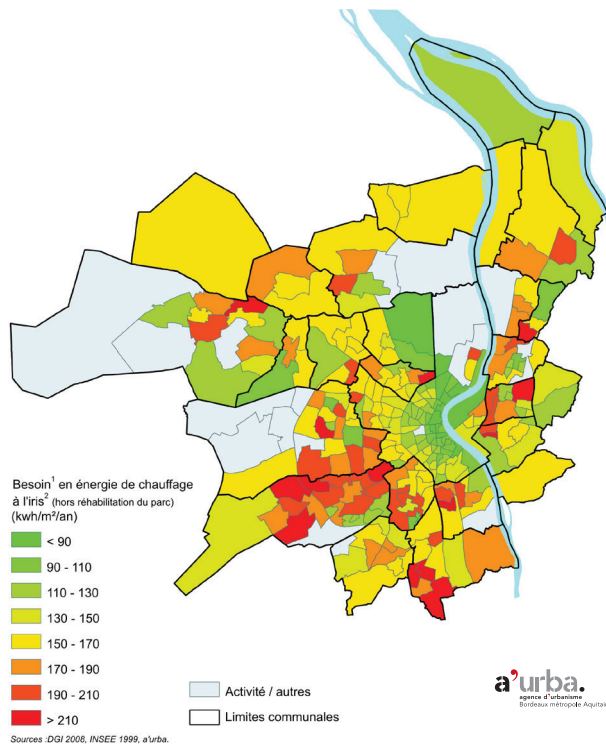 Besoin¹ en énergie de chauffage
à l'iris² (hors réhabilitation du parc)
(kwh/m²/an)
< 90
90 - 110
110 - 130
130 - 150
150 - 170
170 - 190
190 - 210
> 210
Activité / autres
Limites communales
a'urba.
agence d'urbanisme
Bordeaux métropole Aquitai
Sources :DGI 2008, INSEE 1999, a'urba.